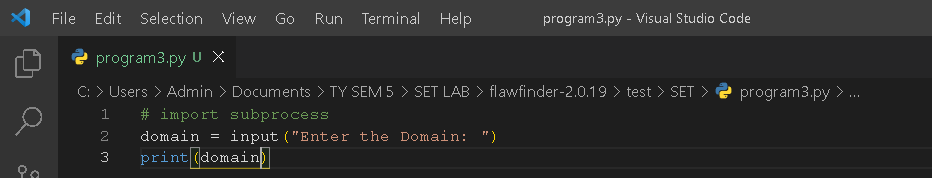 File Edit Selection View Go Run Terminal Help program3.py - Visual Studio Code
program3.py U
C: > Users > Admin > Documents > TY SEM 5 > SET LAB > flawfinder-2.0.19 > test > SET > program3.py > ...
1 # import subprocess
2 domain = input("Enter the Domain: ")
3 print(domain)